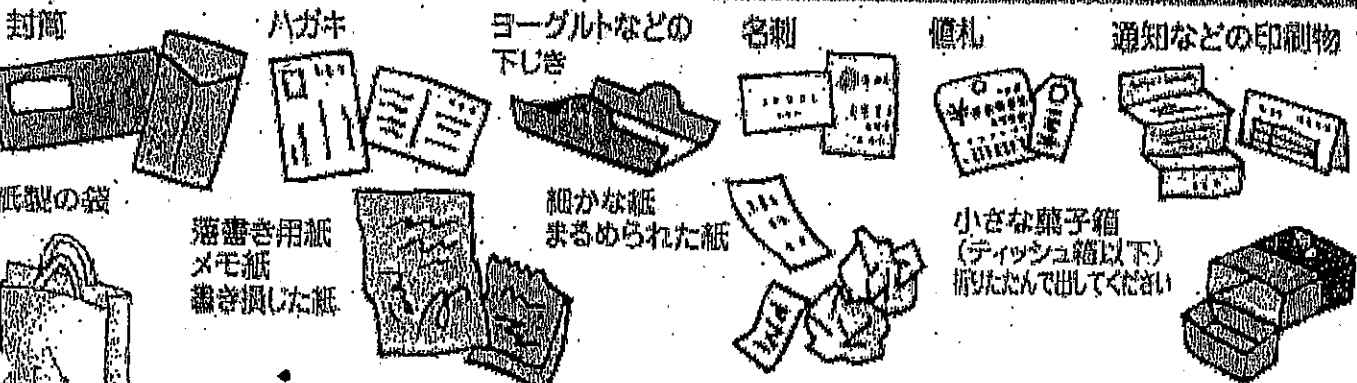 封筒
ハガキ
ヨーグルトなどの
下じき
名刺
値札
通知などの印刷物
紙製の袋
落書き用紙
メモ紙
書き損じた紙
細かな紙
まるめられた紙
小さな菓子箱
(ティッシュ箱以下)
折りたたんで出してください